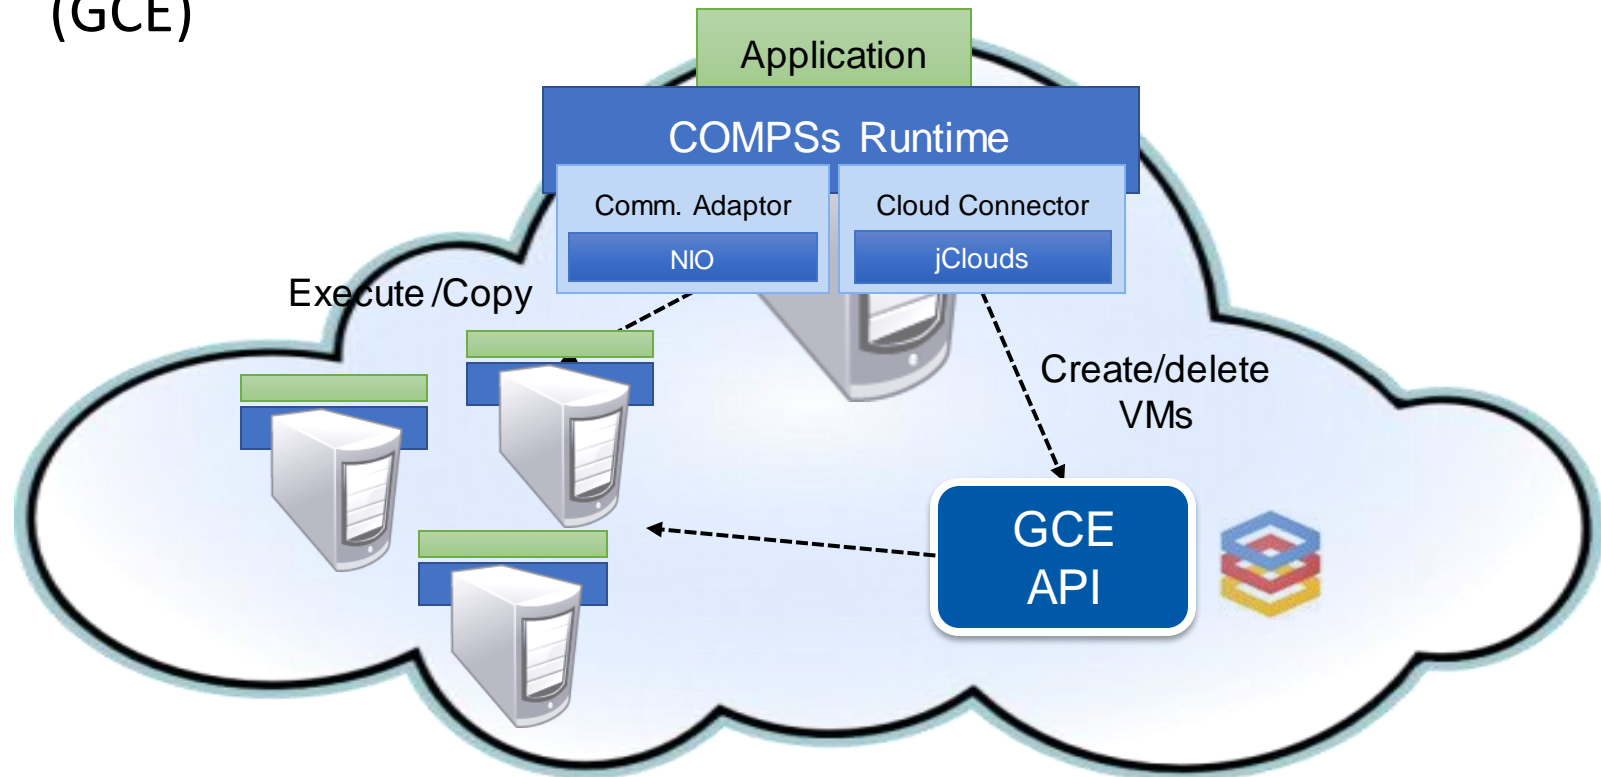 (GCE)
Application
COMPSs Runtime
Comm. Adaptor
Cloud Connector
NIO
jClouds
Execute /Copy
Create/delete
VMs
GCE
API